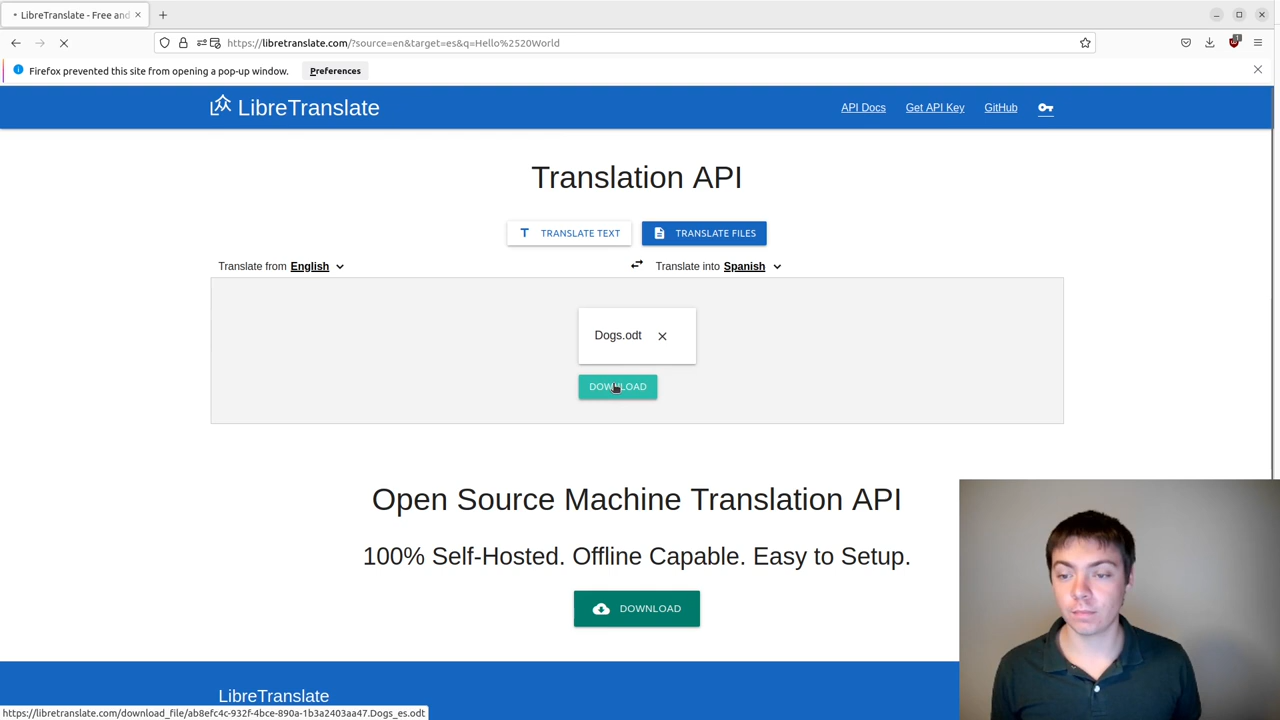 LibreTranslate - Free and
https://libretranslate.com/?source=en&target=es&q=Hello%2520World
1
Firefox prevented this site from opening a pop-up window. Preferences
LibreTranslate
API Docs
Get API Key
GitHub
Translation API
TRANSLATE TEXT
TRANSLATE FILES
Translate from English
Translate into Spanish
Dogs.odt
DOWNLOAD
Open Source Machine Translation API
100% Self-Hosted. Offline Capable. Easy to Setup.
DOWNLOAD
LibreTranslate
https://libretranslate.com/download_file/ab8efc4c-932f-4bce-890a-1b3a2403aa47.Dogs_es.odt